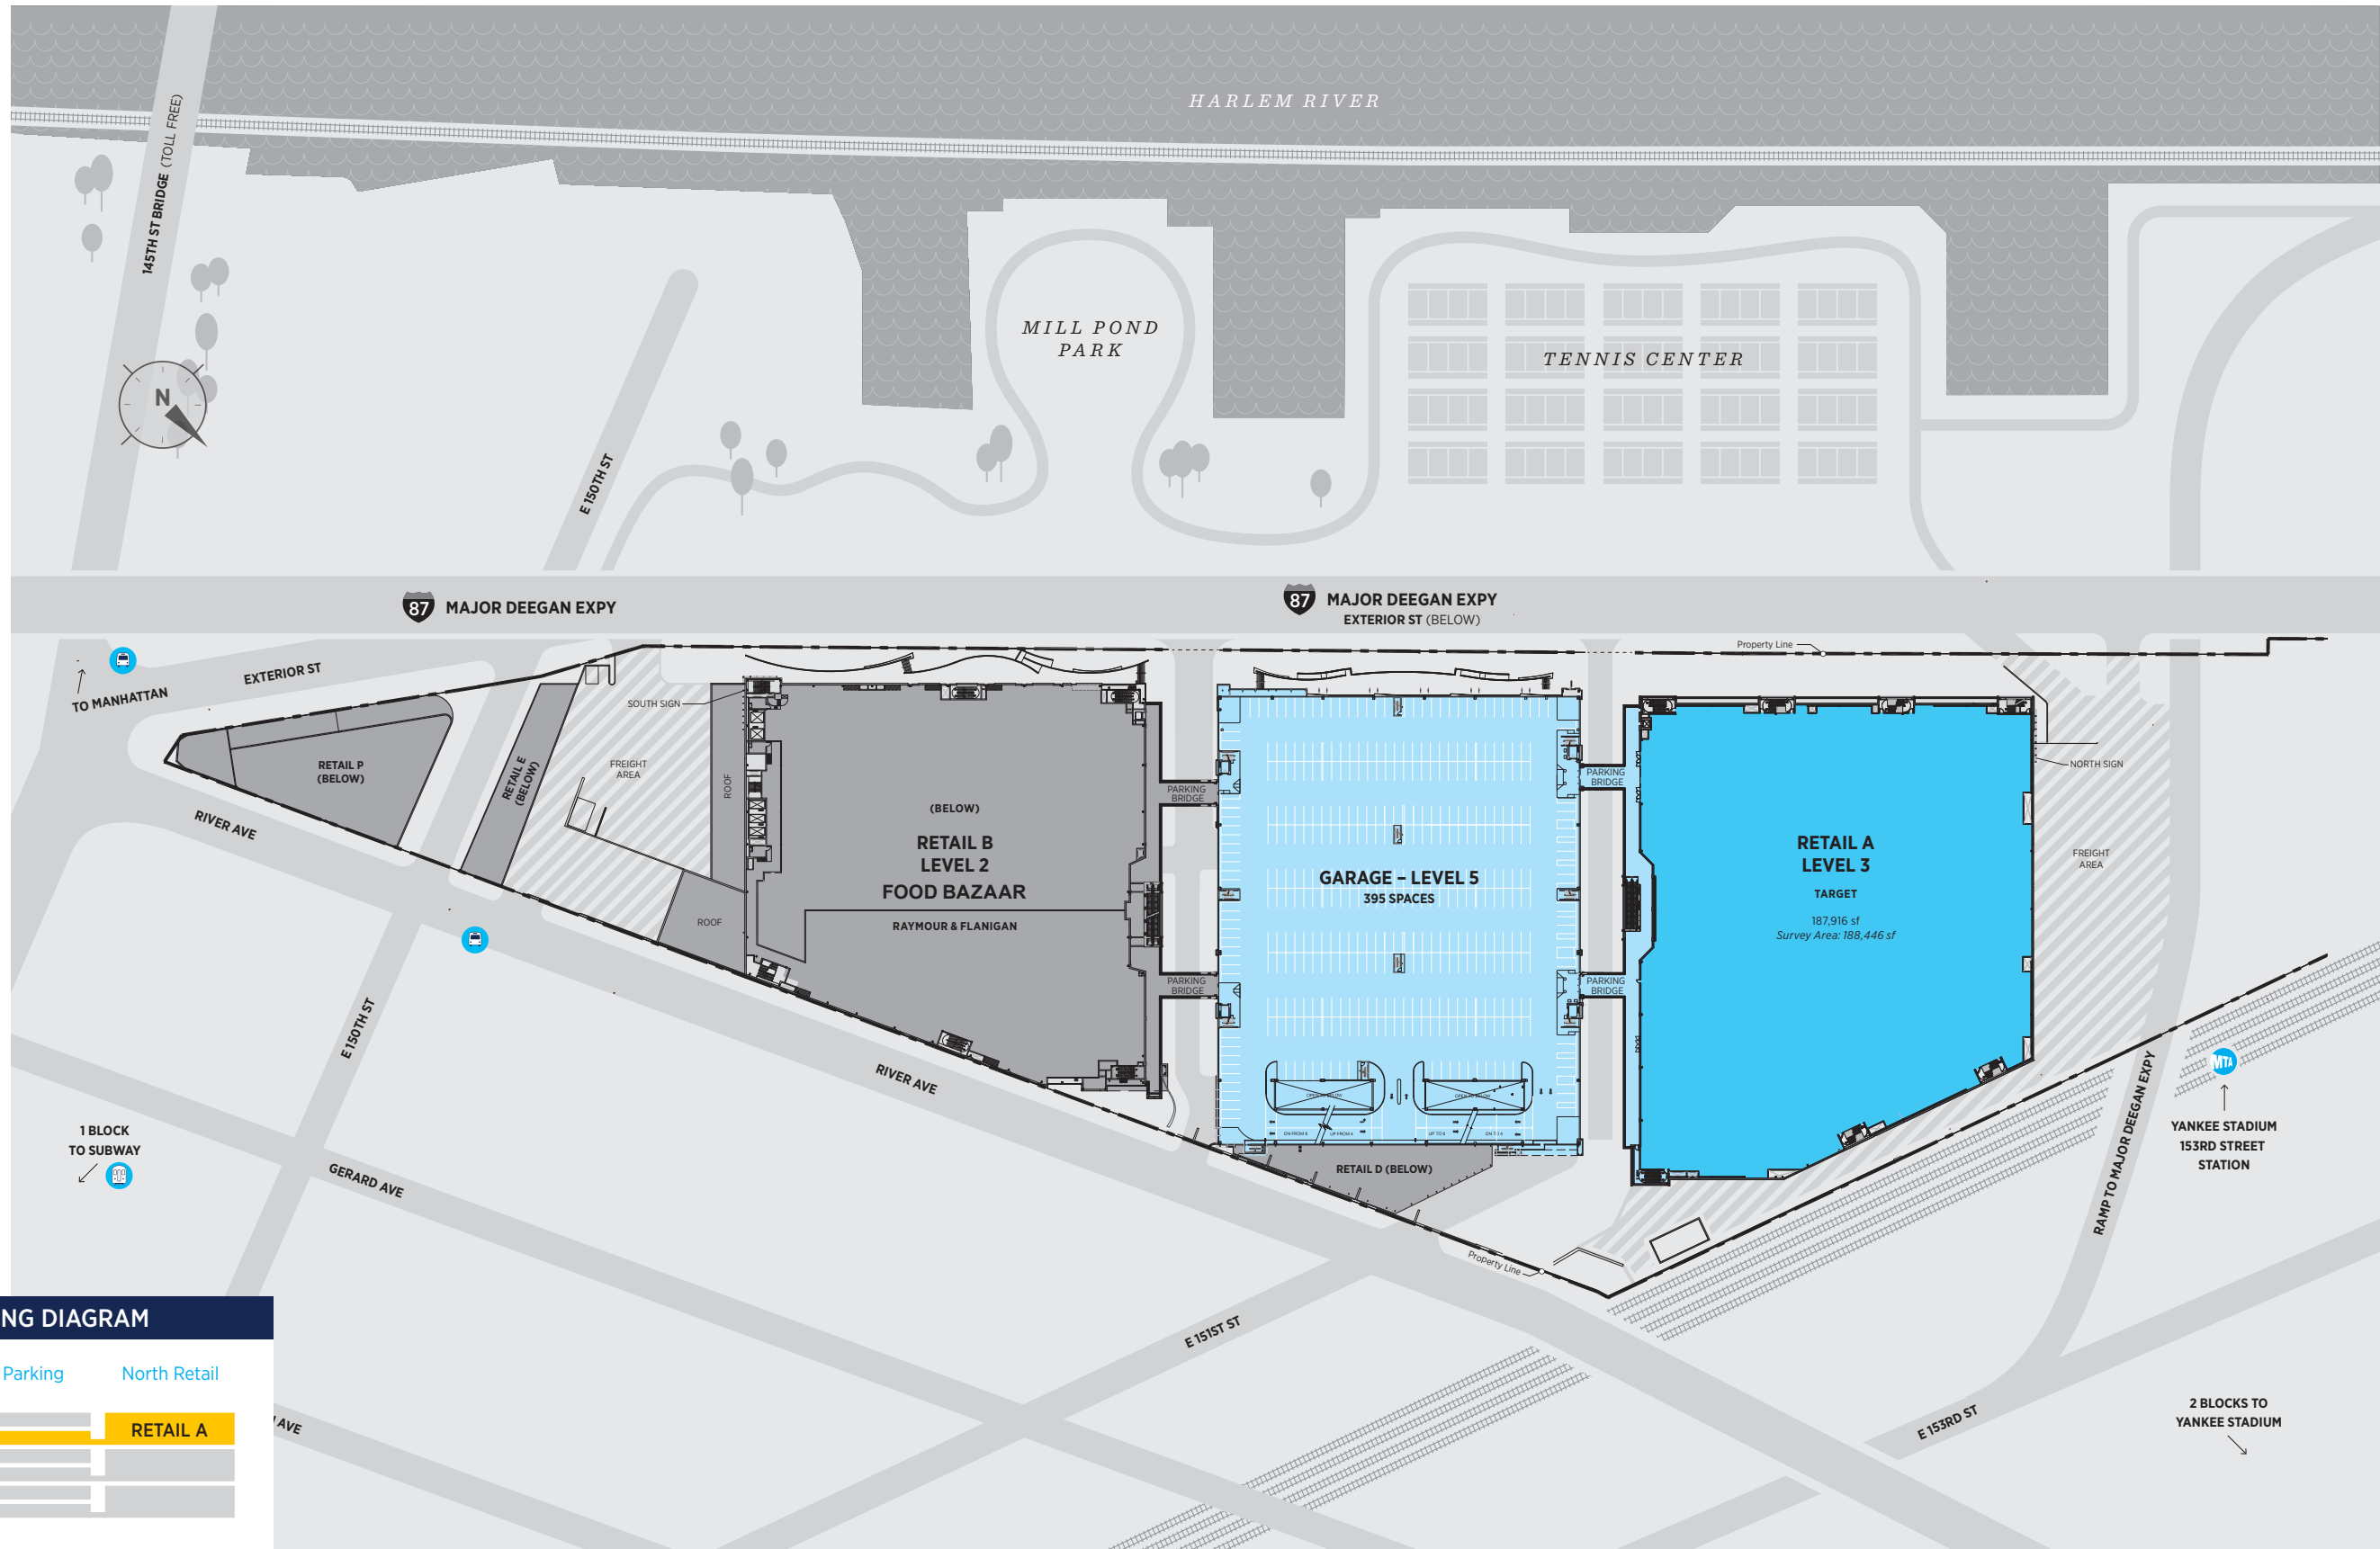 HARLEM RIVER
145TH ST BRIDGE (TOLL FREE)
MILL POND
PARK
TENNIS CENTER
N
E 150TH ST
87 MAJOR DEEGAN EXPY
87 MAJOR DEEGAN EXPY
EXTERIOR ST (BELOW)
Property Line
TO MANHATTAN
EXTERIOR ST
SOUTH SIGN
RETAIL P
(BELOW)
RETAIL E
(BELOW)
FREIGHT
AREA
ROOF
ROOF
(BELOW)
RETAIL B
LEVEL 2
FOOD BAZAAR
RAYMOUR & FLANIGAN
PARKING
BRIDGE
PARKING
BRIDGE
GARAGE – LEVEL 5
395 SPACES
PARKING
BRIDGE
PARKING
BRIDGE
RETAIL A
LEVEL 3
TARGET
187,916 sf
Survey Area: 188,446 sf
NORTH SIGN
FREIGHT
AREA
RIVER AVE
E 150TH ST
RIVER AVE
RETAIL D (BELOW)
Property Line
RAMP TO MAJOR DEEGAN EXPY
MTA
YANKEE STADIUM
153RD STREET
STATION
1 BLOCK
TO SUBWAY
GERARD AVE
E 151ST ST
E 153RD ST
2 BLOCKS TO
YANKEE STADIUM
NG DIAGRAM
Parking
North Retail
RETAIL A
AVE